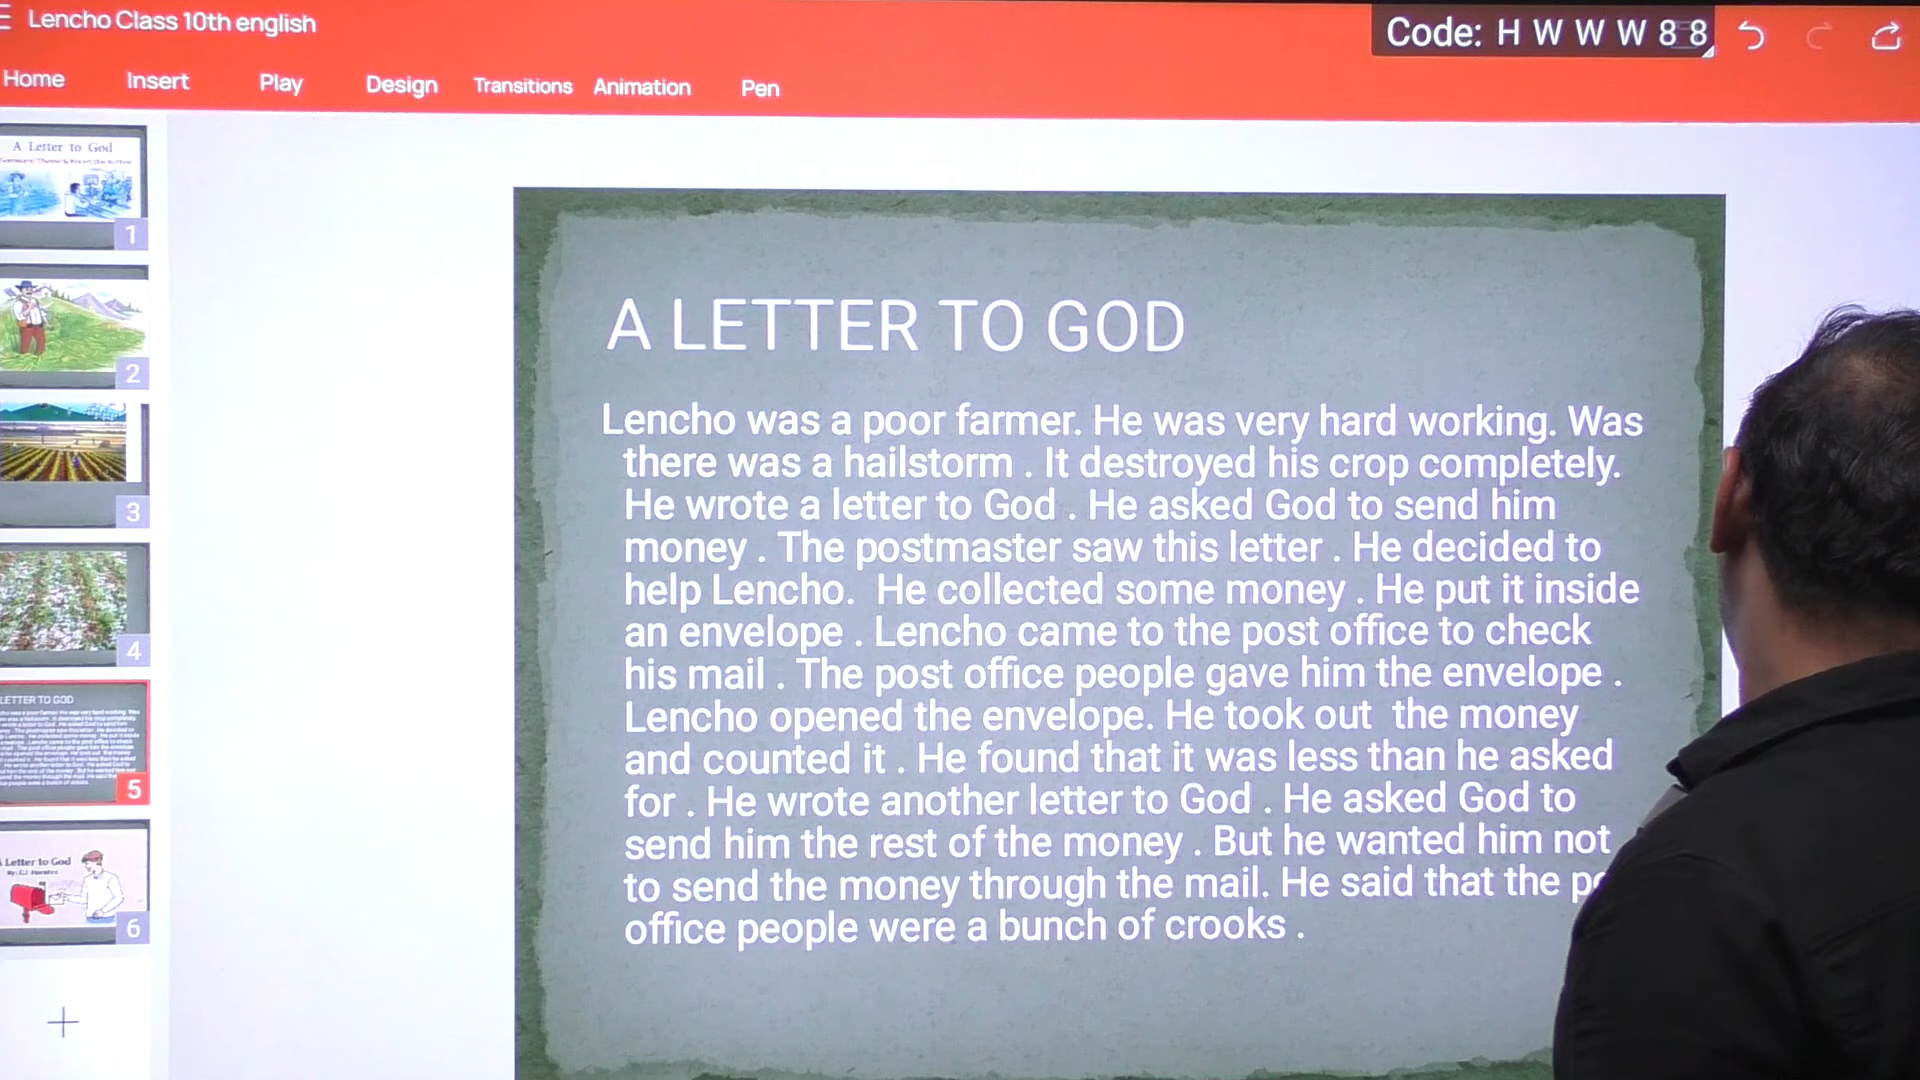 Lencho Class 10th english
Code: H W W W 8 8
Home Insert Play Design Transitions Animation Pen
A Letter to God
1
2
3
4
LETTER TO GOD
5
A Letter to God
6
A LETTER TO GOD
Lencho was a poor farmer. He was very hard working. Was
there was a hailstorm . It destroyed his crop completely.
He wrote a letter to God . He asked God to send him
money . The postmaster saw this letter . He decided to
help Lencho. He collected some money . He put it inside
an envelope . Lencho came to the post office to check
his mail . The post office people gave him the envelope .
Lencho opened the envelope. He took out the money
and counted it . He found that it was less than he asked
for . He wrote another letter to God . He asked God to
send him the rest of the money . But he wanted him not
to send the money through the mail. He said that the
office people were a bunch of crooks .